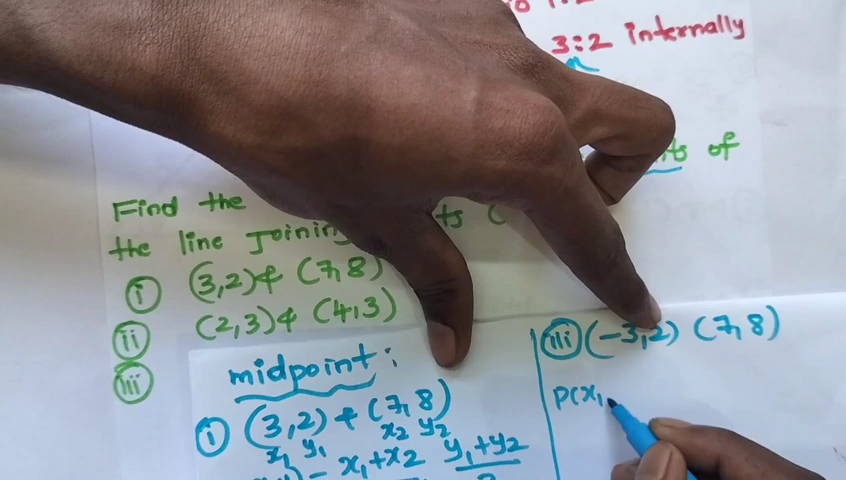 3:2 internally
of
Find the
the line Joining ts (
(i) (3,2) & (7,8)
(ii) (2,3) & (4,3)
(iii)
midpoint:
(i) (3,2) & (7,8)
x₁ y₁ x₂ y₂
x₁+x₂ y₁+y₂
(iii) (-3,2) (7,8)
P(x₁